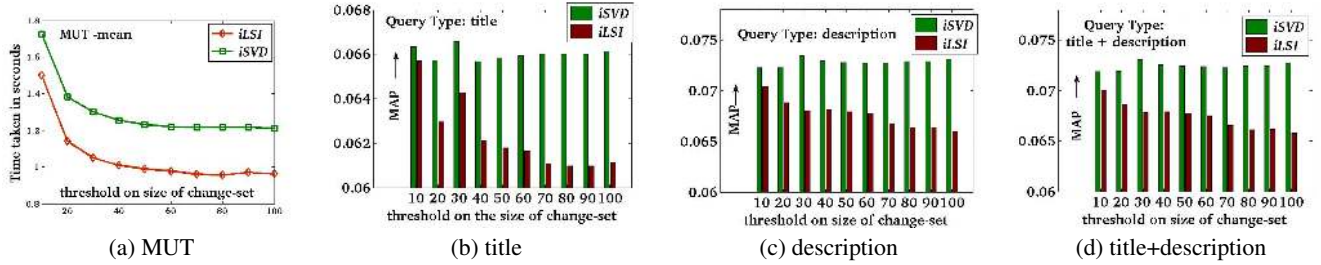 1.8
1.6
1.4
1.2
1
0.8
20
40
60
80
100
Time taken in seconds
MUT -mean
iLSI
iSVD
threshold on size of change-set
(a) MUT
0.068
0.066
0.064
0.062
0.06
MAP
Query Type: title
iSVD
iLSI
10 20 30 40 50 60 70 80 90 100
threshold on the size of change-set
(b) title
0.075
0.07
0.065
0.06
MAP
Query Type: description
iSVD
iLSI
10 20 30 40 50 60 70 80 90 100
threshold on size of change-set
(c) description
0.075
0.07
0.065
0.06
MAP
Query Type:
title + description
iSVD
iLSI
10 20 30 40 50 60 70 80 90 100
threshold on size of change-set
(d) title+description